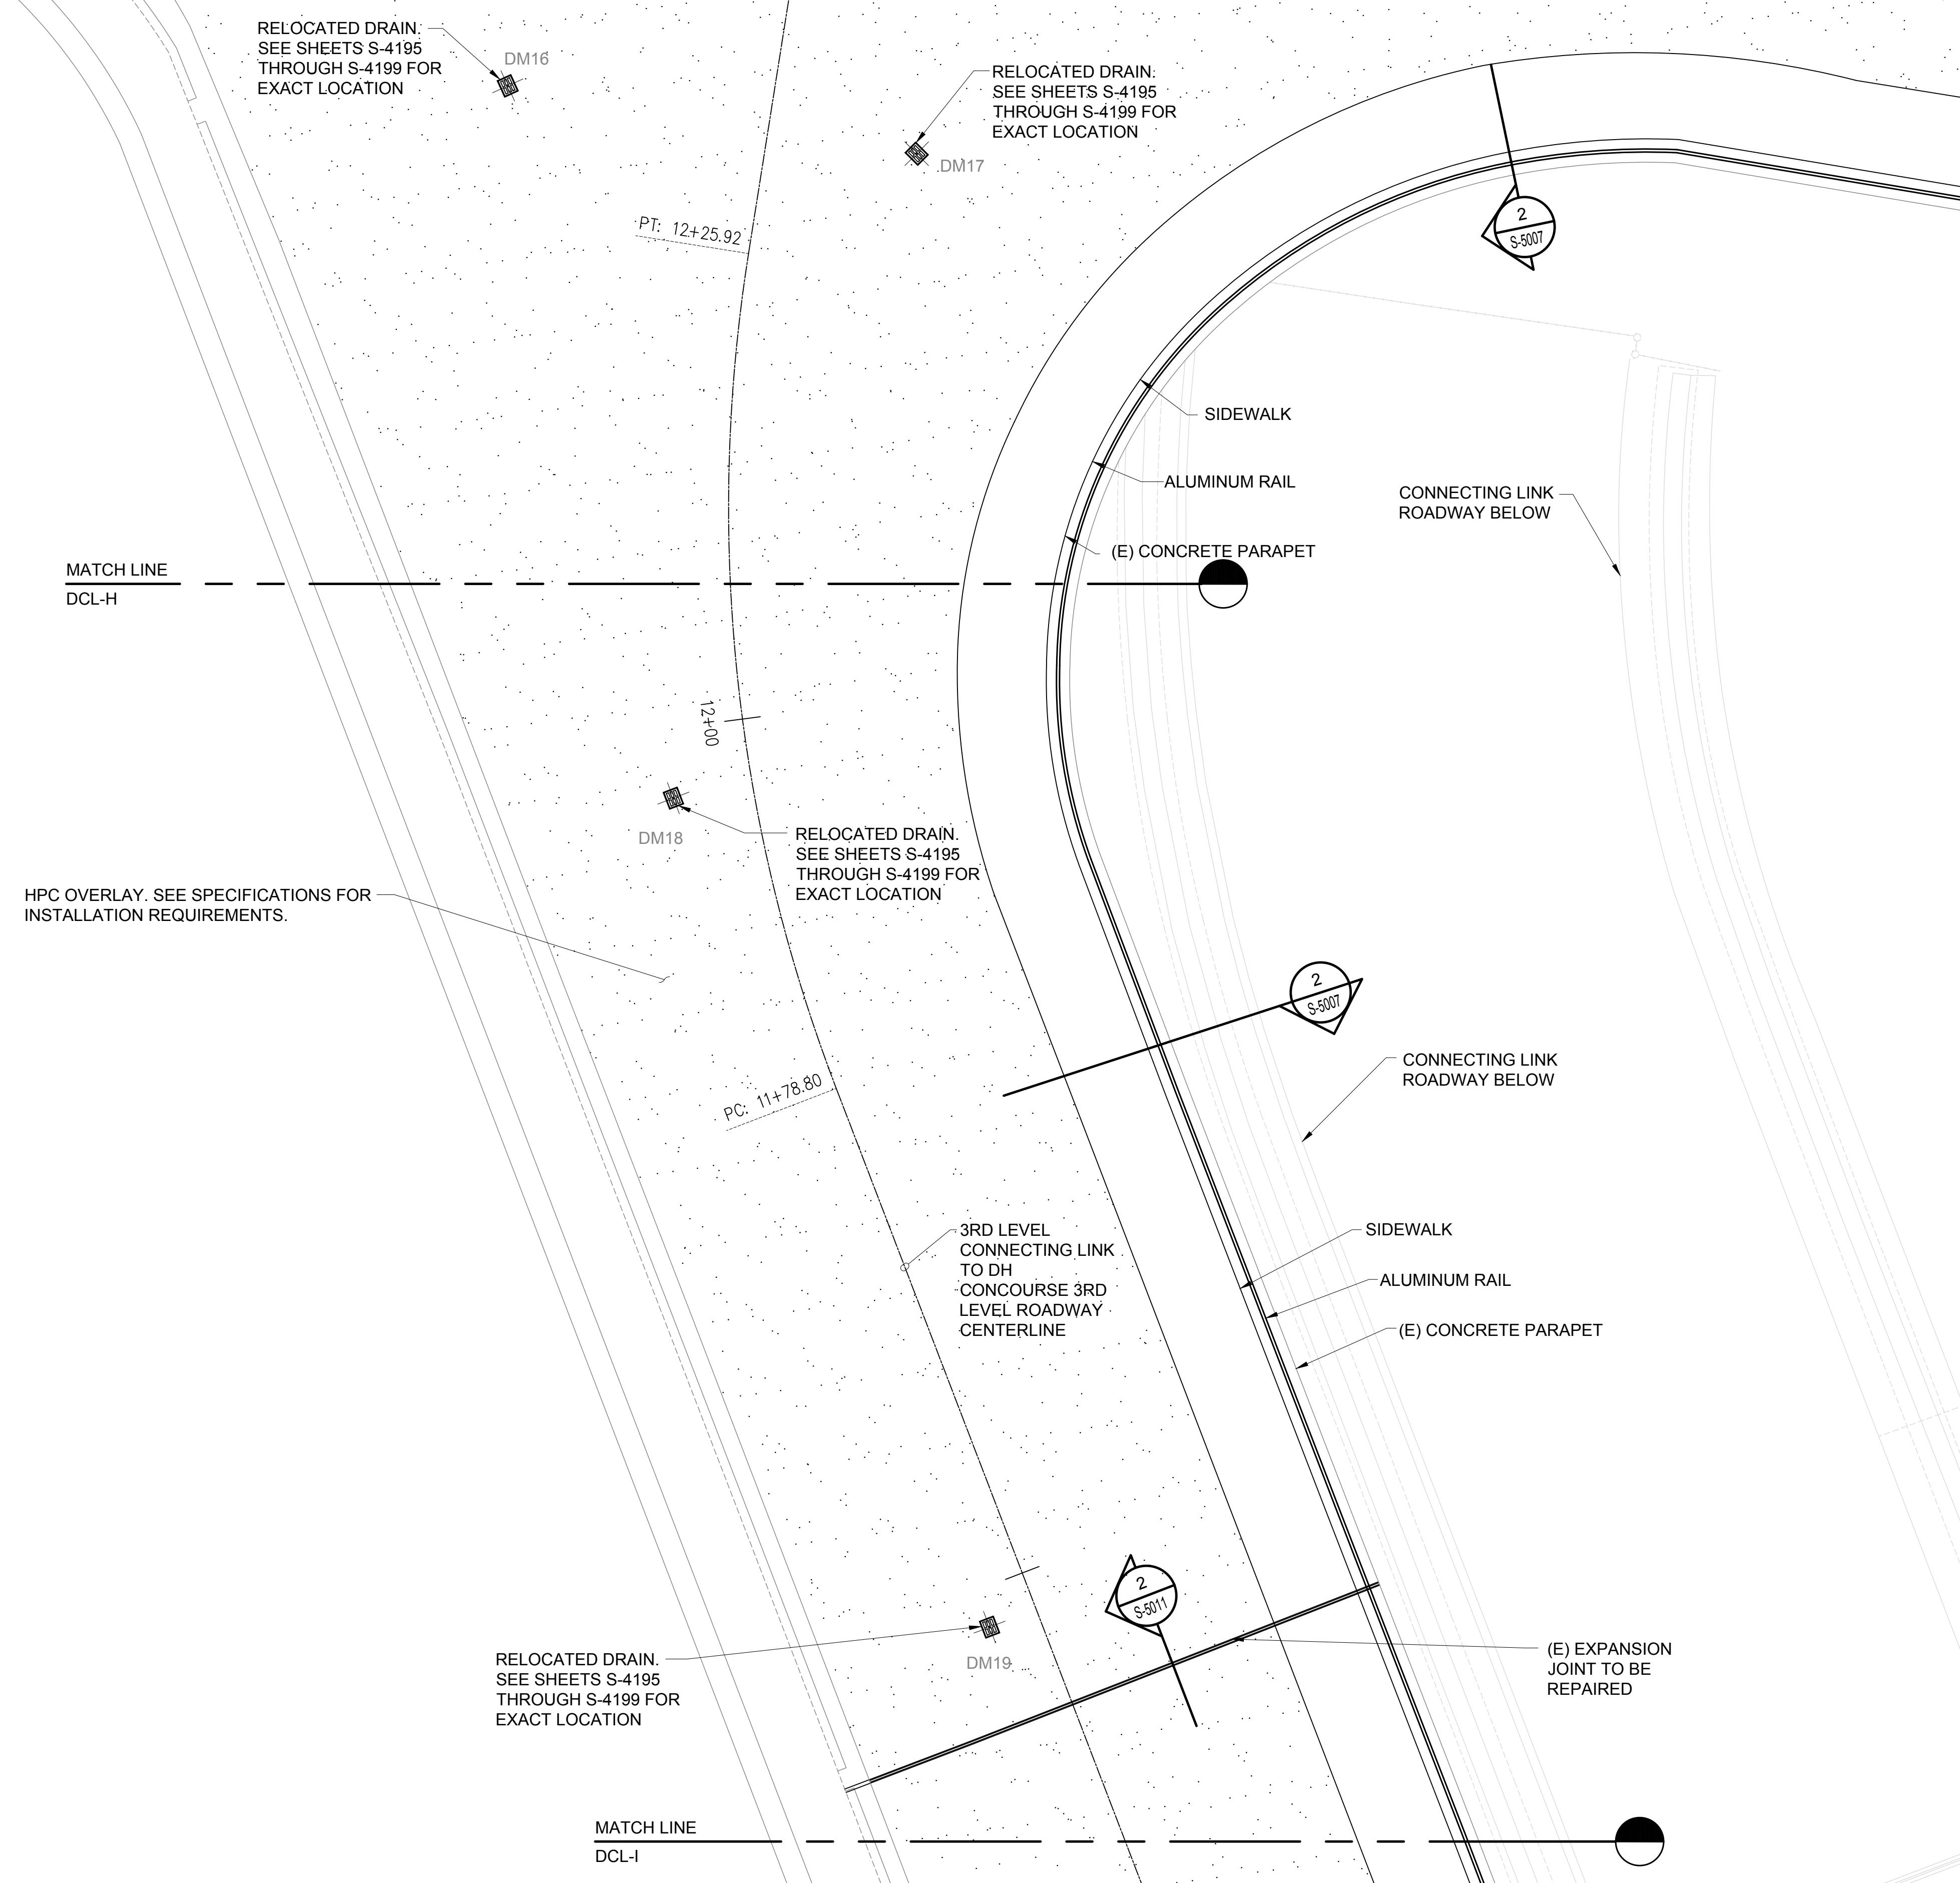 RELOCATED DRAIN.
SEE SHEETS S-4195
THROUGH S-4199 FOR
EXACT LOCATION
DM16
RELOCATED DRAIN.
SEE SHEETS S-4195
THROUGH S-4199 FOR
EXACT LOCATION
DM17
PT: 12+25.92
2
S-5007
SIDEWALK
ALUMINUM RAIL
CONNECTING LINK
ROADWAY BELOW
(E) CONCRETE PARAPET
MATCH LINE
DCL-H
12+00
DM18
RELOCATED DRAIN.
SEE SHEETS S-4195
THROUGH S-4199 FOR
EXACT LOCATION
HPC OVERLAY. SEE SPECIFICATIONS FOR
INSTALLATION REQUIREMENTS.
2
S-5007
CONNECTING LINK
ROADWAY BELOW
PC: 11+78.80
3RD LEVEL
CONNECTING LINK
TO DH
CONCOURSE 3RD
LEVEL ROADWAY
CENTERLINE
SIDEWALK
ALUMINUM RAIL
(E) CONCRETE PARAPET
2
S-5011
RELOCATED DRAIN.
SEE SHEETS S-4195
THROUGH S-4199 FOR
EXACT LOCATION
DM19
(E) EXPANSION
JOINT TO BE
REPAIRED
MATCH LINE
DCL-I